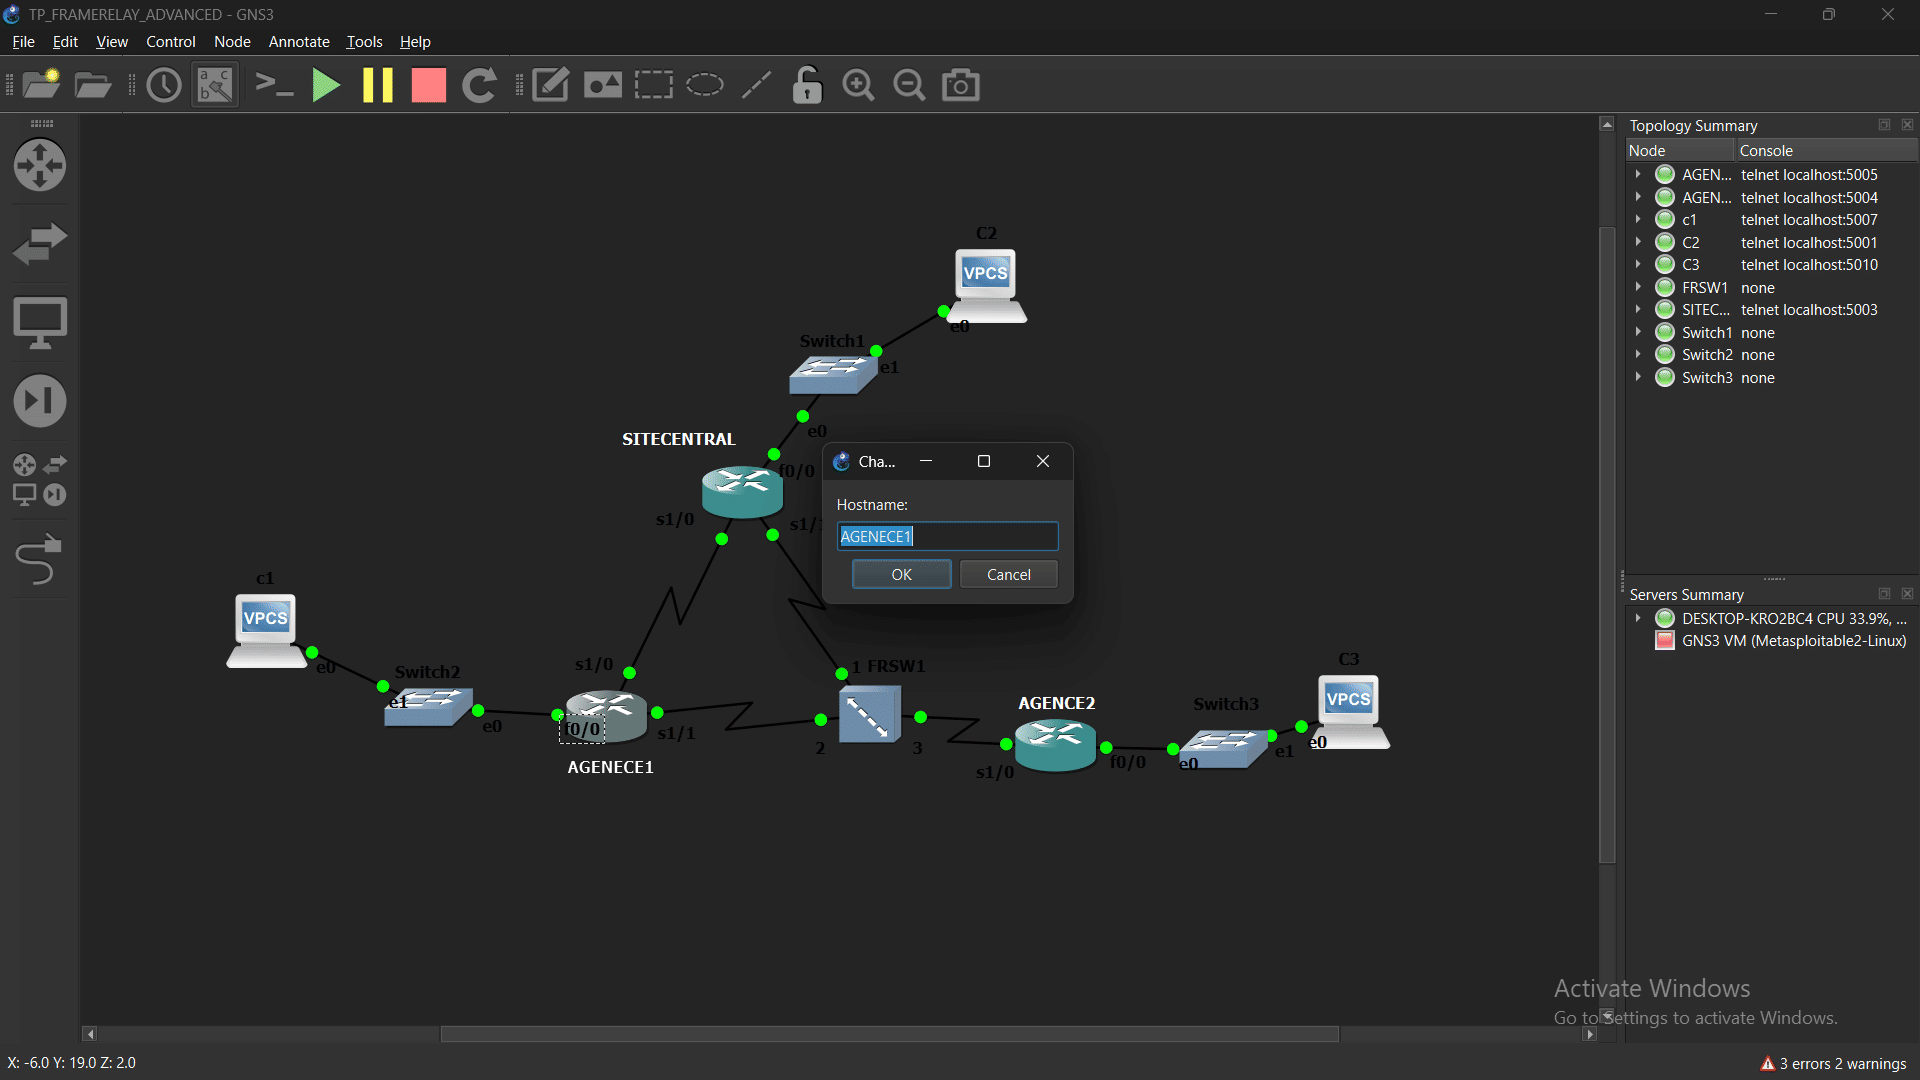 TP_FRAMERELAY_ADVANCED - GNS3
File Edit View Control Node Annotate Tools Help
Topology Summary
Node Console
AGEN... telnet localhost:5005
AGEN... telnet localhost:5004
c1 telnet localhost:5007
C2 telnet localhost:5001
C3 telnet localhost:5010
FRSW1 none
SITEC... telnet localhost:5003
Switch1 none
Switch2 none
Switch3 none
C2
VPCS
e0
Switch1
e1
e0
SITECENTRAL
f0/0
s1/0
s1/1
Cha...
Hostname:
AGENECE1
OK Cancel
c1
VPCS
e0
Switch2
e1
e0
s1/0
f0/0
s1/1
AGENECE1
1 FRSW1
2
3
AGENCE2
s1/0
f0/0
Switch3
e0
e1
C3
VPCS
e0
Servers Summary
DESKTOP-KRO2BC4 CPU 33.9%, ...
GNS3 VM (Metasploitable2-Linux)
Activate Windows
Go to Settings to activate Windows.
X: -6.0 Y: 19.0 Z: 2.0
3 errors 2 warnings